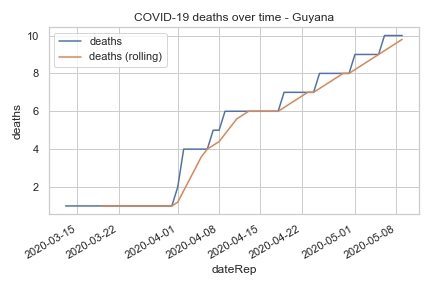 COVID-19 deaths over time - Guyana
deaths
deaths (rolling)
deaths
10
8
6
4
2
2020-03-15
2020-03-22
2020-04-01
2020-04-08
2020-04-15
2020-04-22
2020-05-01
2020-05-08
dateRep